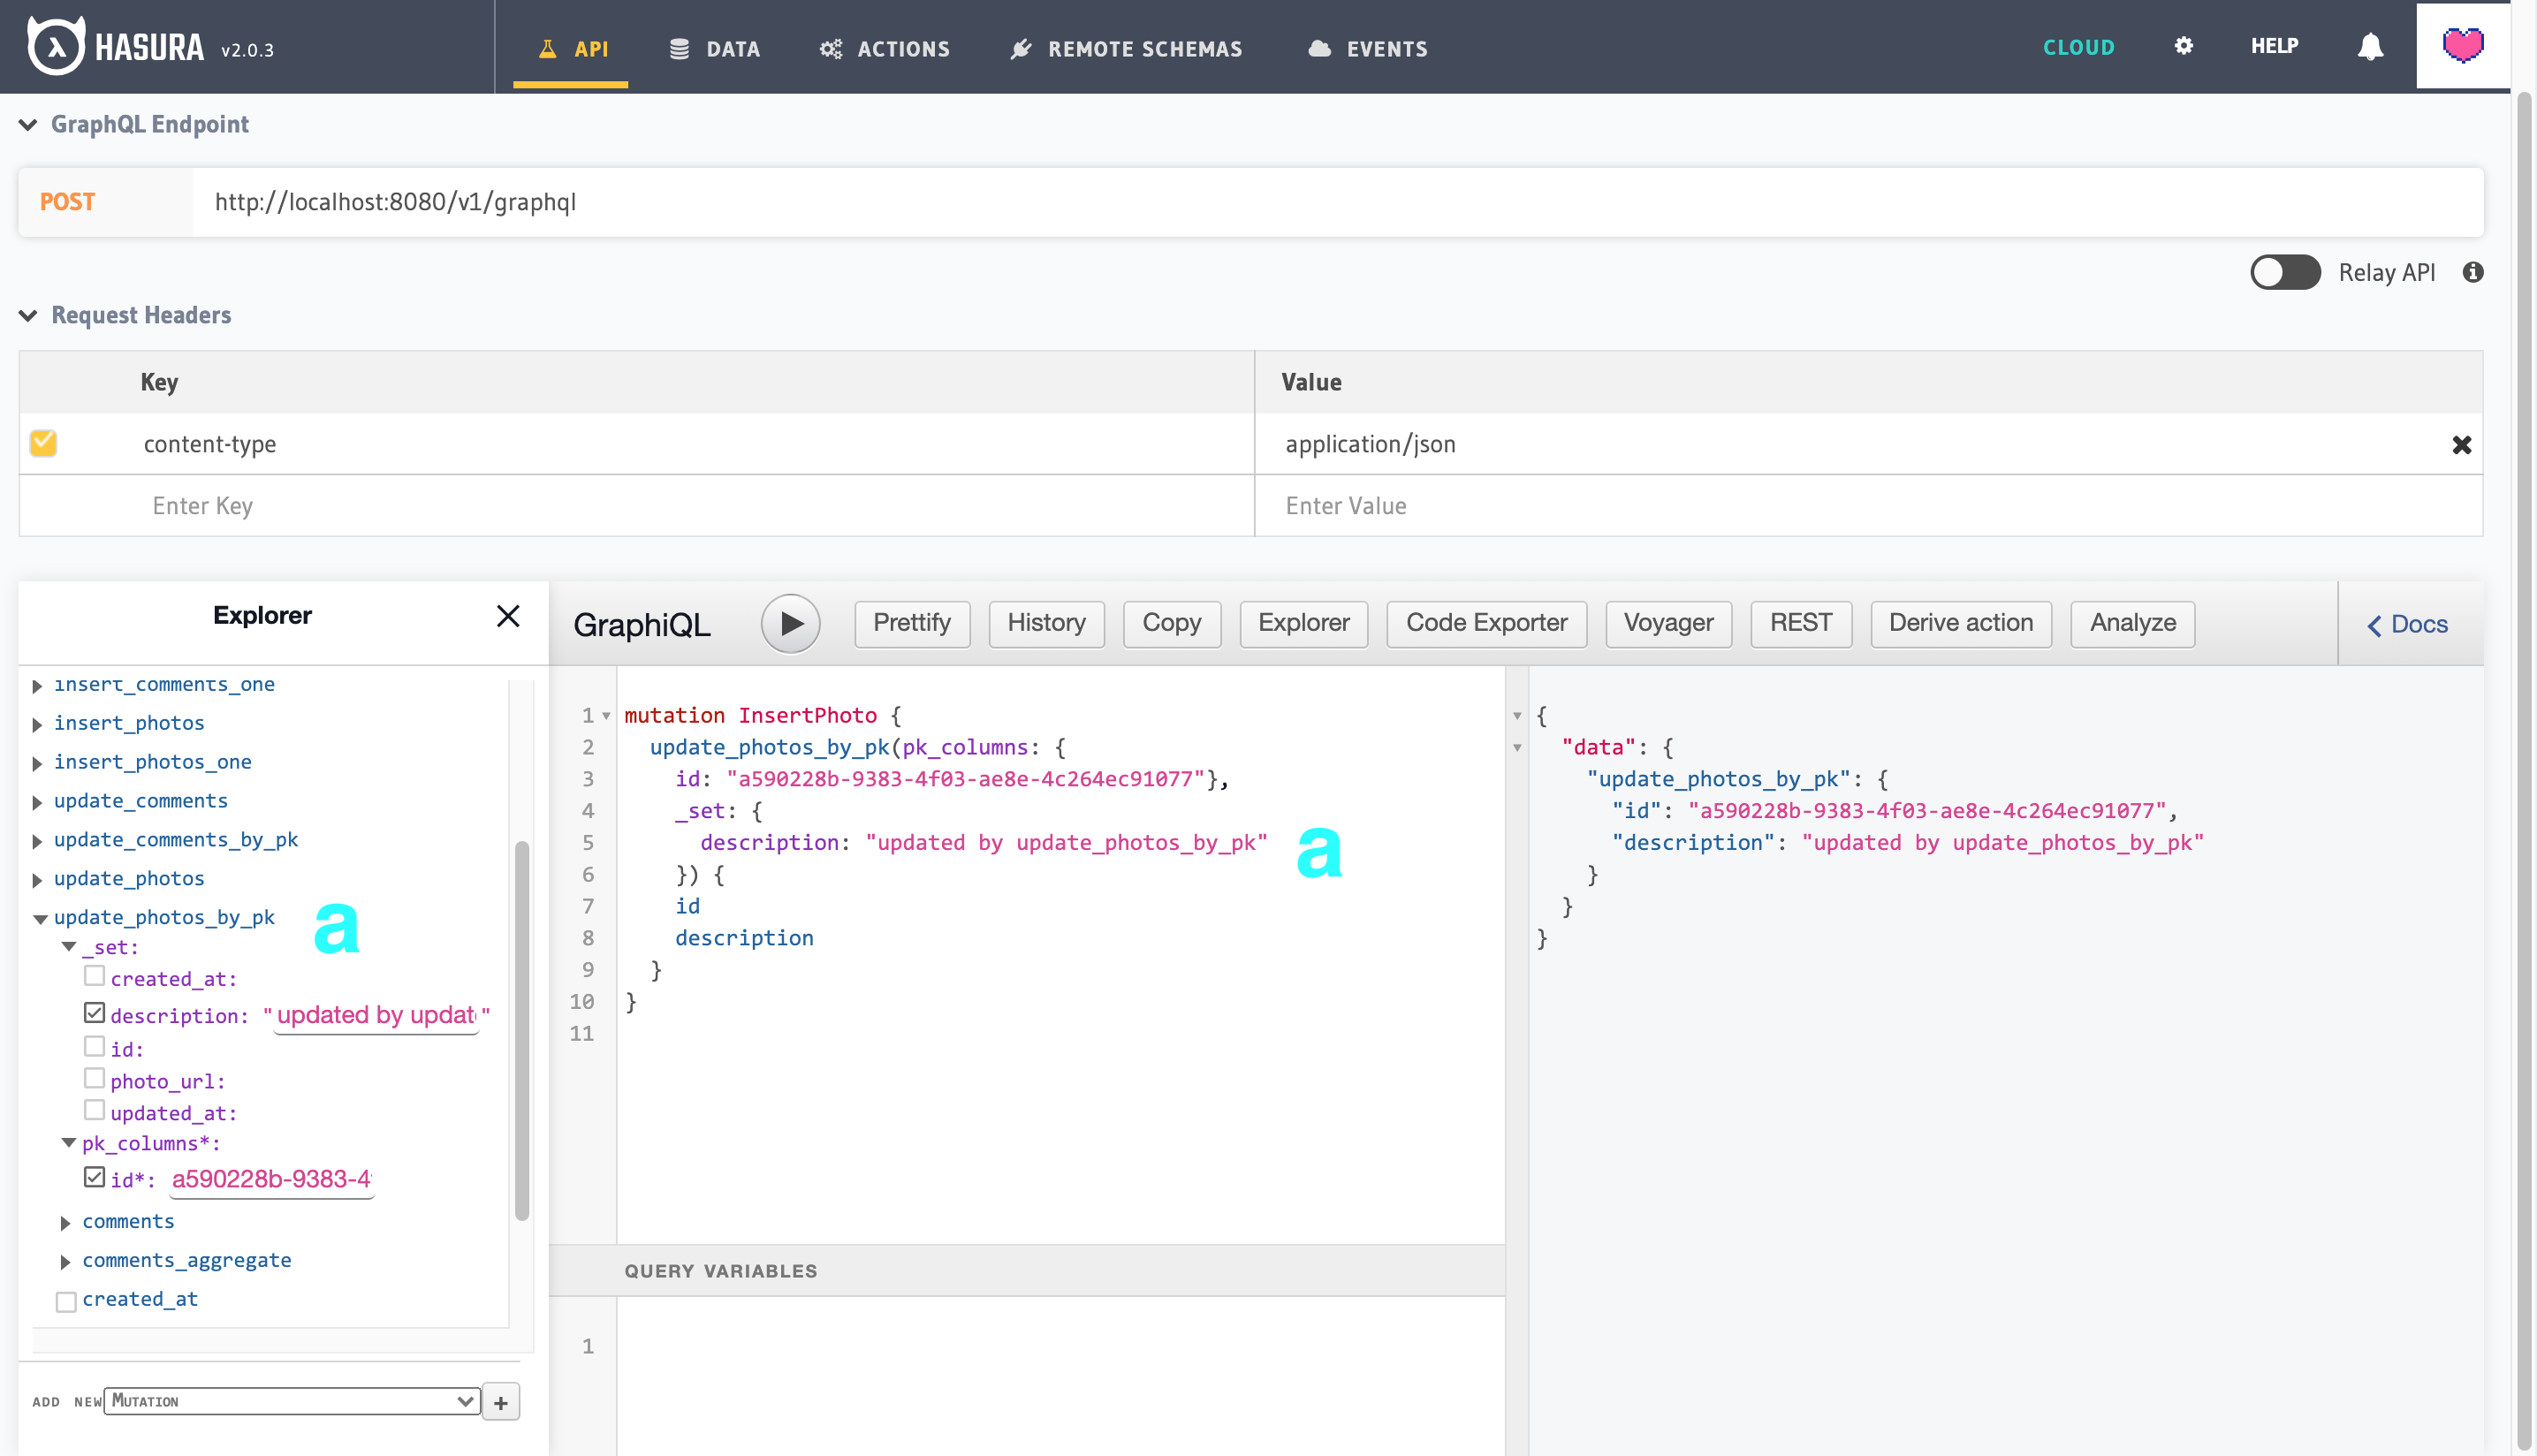 HASURA v2.0.3
API
DATA
ACTIONS
REMOTE SCHEMAS
EVENTS
CLOUD
HELP
GraphQL Endpoint
POST http://localhost:8080/v1/graphql
Relay API
Request Headers
Key Value
content-type application/json
Enter Key Enter Value
Explorer
insert_comments_one
insert_photos
insert_photos_one
update_comments
update_comments_by_pk
update_photos
update_photos_by_pk a
_set:
created_at:
description: "updated by updat"
id:
photo_url:
updated_at:
pk_columns*:
id*: a590228b-9383-4
comments
comments_aggregate
created_at
ADD NEW MUTATION +
GraphiQL
Prettify
History
Copy
Explorer
Code Exporter
Voyager
REST
Derive action
Analyze
Docs
1 mutation InsertPhoto {
2 update_photos_by_pk(pk_columns: {
3 id: "a590228b-9383-4f03-ae8e-4c264ec91077"},
4 _set: {
5 description: "updated by update_photos_by_pk" a
6 }) {
7 id
8 description
9 }
10 }
11
QUERY VARIABLES
1
{
"data": {
"update_photos_by_pk": {
"id": "a590228b-9383-4f03-ae8e-4c264ec91077",
"description": "updated by update_photos_by_pk"
}
}
}